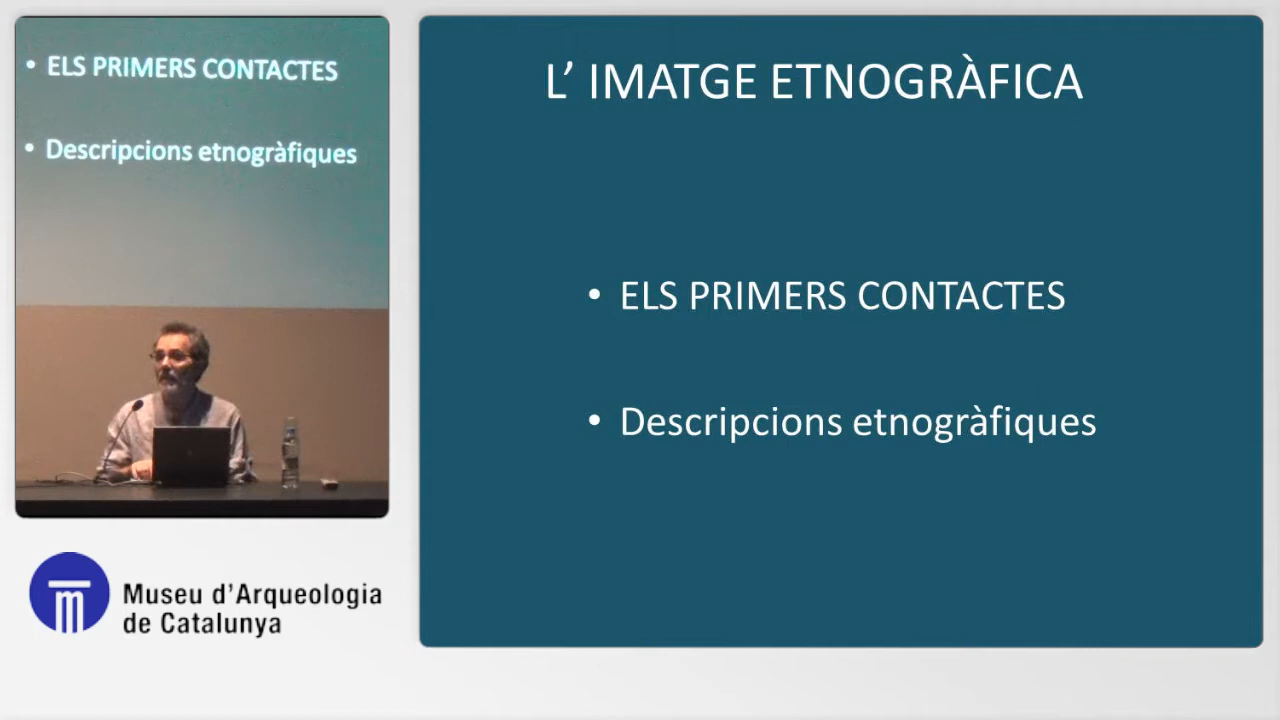 • ELS PRIMERS CONTACTES
• Descripcions etnogràfiques
Museu d'Arqueologia
de Catalunya
L' IMATGE ETNOGRÀFICA
• ELS PRIMERS CONTACTES
• Descripcions etnogràfiques